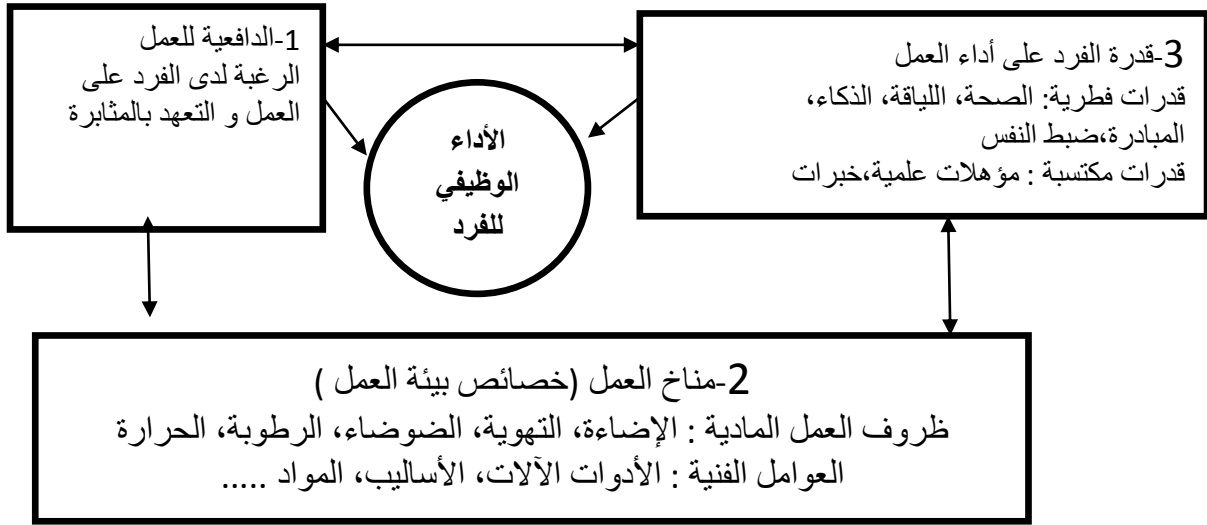 1-الدافعية للعمل
الرغبة لدى الفرد على
العمل و التعهد بالمثابرة
3-قدرة الفرد على أداء العمل
قدرات فطرية: الصحة، اللياقة، الذكاء،
المبادرة،ضبط النفس
قدرات مكتسبة : مؤهلات علمية،خبرات
الأداء
الوظيفي
للفرد
2-مناخ العمل (خصائص بيئة العمل )
ظروف العمل المادية : الإضاءة، التهوية، الضوضاء، الرطوبة، الحرارة
العوامل الفنية : الأدوات الآلات، الأساليب، المواد .....